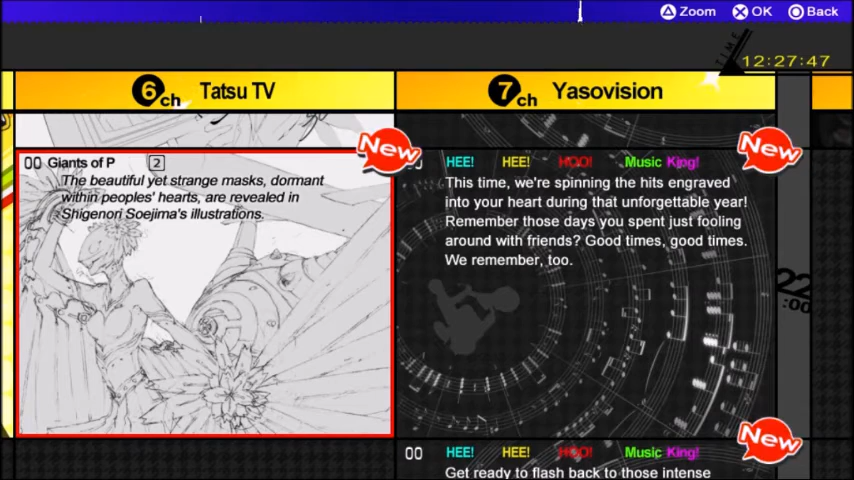 Zoom OK Back
TIME
12:27:47
6ch Tatsu TV
7ch Yasovision
00 Giants of P 2
New
The beautiful yet strange masks, dormant
within peoples' hearts, are revealed in
Shigenori Soejima's illustrations.
HEE! HEE! HOO! Music King!
New
This time, we're spinning the hits engraved
into your heart during that unforgettable year!
Remember those days you spent just fooling
around with friends? Good times, good times.
We remember, too.
22
:00
00 HEE! HEE! HOO! Music King!
New
Get ready to flash back to those intense